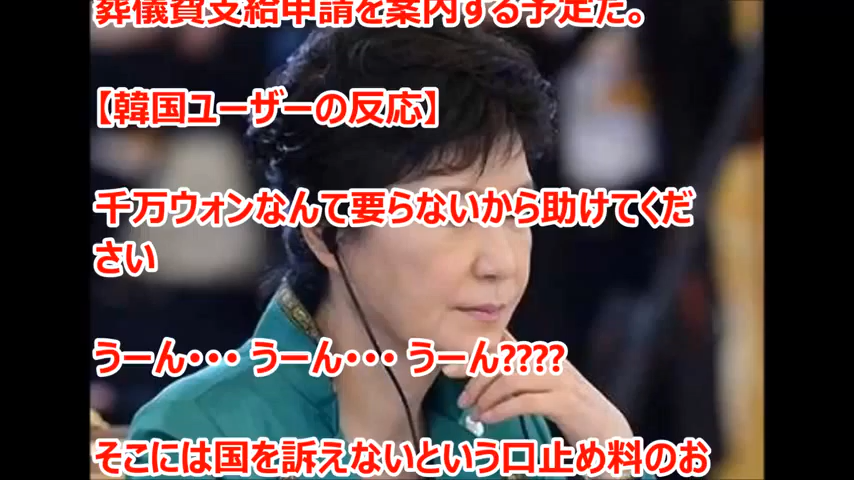 葬儀費支給申請を案内する予定だ。
【韓国ユーザーの反応】
千万ウォンなんて要らないから助けてくだ
さい
うーん・・・ うーん・・・ うーん????
そこには国を訴えないという口止め料のお